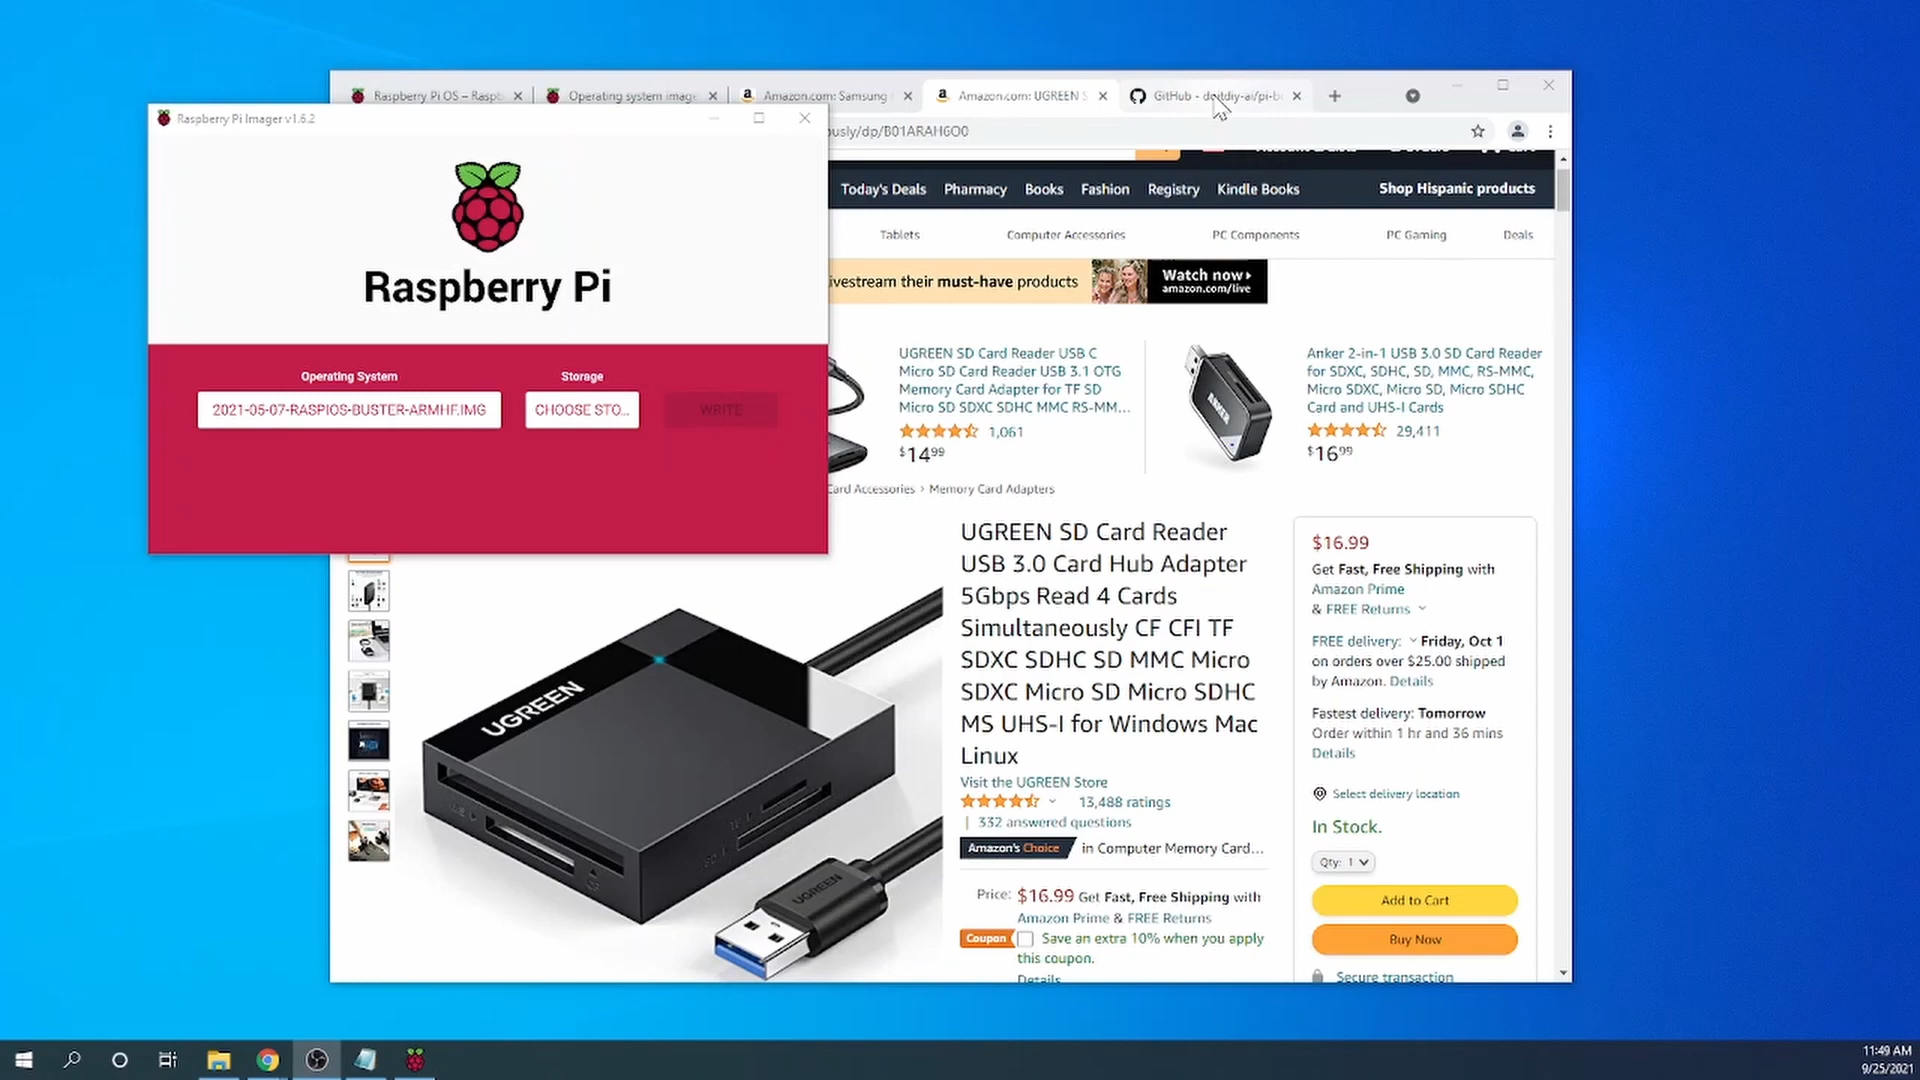 Raspberry Pi OS – Raspb
Operating system image
Amazon.com: Samsung
Amazon.com: UGREEN S
GitHub - doitdiy-ai/pi-b
Raspberry Pi Imager v1.6.2
ously/dp/B01ARAH6O0
Raspberry Pi
Operating System
Storage
2021-05-07-RASPIOS-BUSTER-ARMHF.IMG
CHOOSE STO...
WRITE
Today's Deals
Pharmacy
Books
Fashion
Registry
Kindle Books
Shop Hispanic products
Tablets
Computer Accessories
PC Components
PC Gaming
Deals
ivestream their must-have products
Watch now
amazon.com/live
UGREEN SD Card Reader USB C
Micro SD Card Reader USB 3.1 OTG
Memory Card Adapter for TF SD
Micro SD SDXC SDHC MMC RS-MM...
1,061
$1499
ANKER
Anker 2-in-1 USB 3.0 SD Card Reader
for SDXC, SDHC, SD, MMC, RS-MMC,
Micro SDXC, Micro SD, Micro SDHC
Card and UHS-I Cards
29,411
$1699
Card Accessories › Memory Card Adapters
UGREEN
UGREEN
UGREEN SD Card Reader
USB 3.0 Card Hub Adapter
5Gbps Read 4 Cards
Simultaneously CF CFI TF
SDXC SDHC SD MMC Micro
SDXC Micro SD Micro SDHC
MS UHS-I for Windows Mac
Linux
Visit the UGREEN Store
13,488 ratings
| 332 answered questions
Amazon's Choice in Computer Memory Card...
Price: $16.99 Get Fast, Free Shipping with
Amazon Prime & FREE Returns
Coupon Save an extra 10% when you apply
this coupon.
Details
$16.99
Get Fast, Free Shipping with
Amazon Prime
& FREE Returns
FREE delivery: Friday, Oct 1
on orders over $25.00 shipped
by Amazon. Details
Fastest delivery: Tomorrow
Order within 1 hr and 36 mins
Details
Select delivery location
In Stock.
Qty: 1
Add to Cart
Buy Now
Secure transaction
11:49 AM
9/25/2021